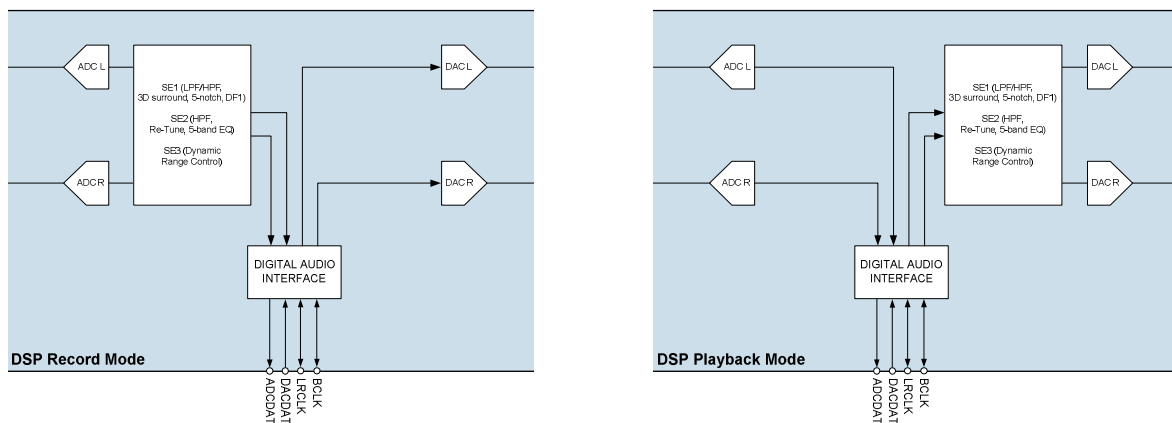 ADC L
SE1 (LPF/HPF,
3D surround, 5-notch, DF1)
SE2 (HPF,
Re-Tune, 5-band EQ)
SE3 (Dynamic
Range Control)
DAC L
ADC R
DAC R
DIGITAL AUDIO
INTERFACE
DSP Record Mode
ADCDAT
DACDAT
LRCLK
BCLK
ADC L
SE1 (LPF/HPF,
3D surround, 5-notch, DF1)
SE2 (HPF,
Re-Tune, 5-band EQ)
SE3 (Dynamic
Range Control)
DAC L
ADC R
DAC R
DIGITAL AUDIO
INTERFACE
DSP Playback Mode
ADCDAT
DACDAT
LRCLK
BCLK